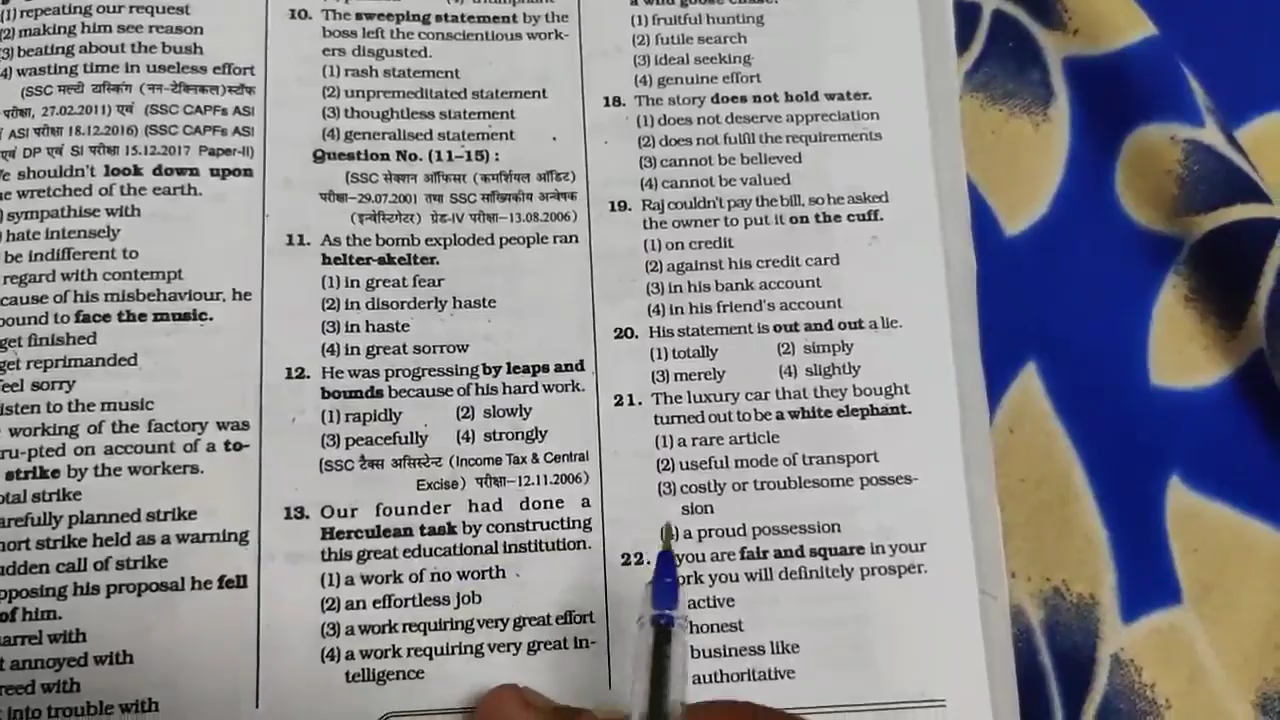 (1) repeating our request
(2) making him see reason
(3) beating about the bush
4) wasting time in useless effort
(SSC मल्टी टास्किंग (नन-टेक्निकल) स्टॉफ
परीक्षा, 27.02.2011) एवं (SSC CAPFs ASI
ASI परीक्षा 18.12.2016) (SSC CAPFs ASI
एवं DP एवं SI परीक्षा 15.12.2017 Paper-II)
shouldn't look down upon
wretched of the earth.
) sympathise with
hate intensely
be indifferent to
regard with contempt
cause of his misbehaviour, he
bound to face the music.
get finished
get reprimanded
feel sorry
listen to the music
working of the factory was
ru-pted on account of a to-
strike by the workers.
otal strike
arefully planned strike
hort strike held as a warning
udden call of strike
pposing his proposal he fell
of him.
arrel with
t annoyed with
reed with
into trouble with
10. The sweeping statement by the
boss left the conscientious work-
ers disgusted.
(1) rash statement
(2) unpremeditated statement
(3) thoughtless statement
(4) generalised statement
Question No. (11–15) :
(SSC सेक्शन ऑफिसर (कमर्शियल ऑडिट)
परीक्षा–29.07.2001 तथा SSC सांख्यिकीय अन्वेषक
(इन्वेस्टिगेटर) ग्रेड-IV परीक्षा–13.08.2006)
11. As the bomb exploded people ran
helter-skelter.
(1) in great fear
(2) in disorderly haste
(3) in haste
(4) in great sorrow
12. He was progressing by leaps and
bounds because of his hard work.
(1) rapidly (2) slowly
(3) peacefully (4) strongly
(SSC टैक्स असिस्टेन्ट (Income Tax & Central
Excise) परीक्षा–12.11.2006)
13. Our founder had done a
Herculean task by constructing
this great educational institution.
(1) a work of no worth
(2) an effortless job
(3) a work requiring very great effort
(4) a work requiring very great in-
telligence
a wild goose chase.
(1) fruitful hunting
(2) futile search
(3) ideal seeking
(4) genuine effort
18. The story does not hold water.
(1) does not deserve appreciation
(2) does not fulfil the requirements
(3) cannot be believed
(4) cannot be valued
19. Raj couldn't pay the bill, so he asked
the owner to put it on the cuff.
(1) on credit
(2) against his credit card
(3) in his bank account
(4) in his friend's account
20. His statement is out and out a lie.
(1) totally (2) simply
(3) merely (4) slightly
21. The luxury car that they bought
turned out to be a white elephant.
(1) a rare article
(2) useful mode of transport
(3) costly or troublesome posses-
sion
) a proud possession
22. you are fair and square in your
ork you will definitely prosper.
active
honest
business like
authoritative